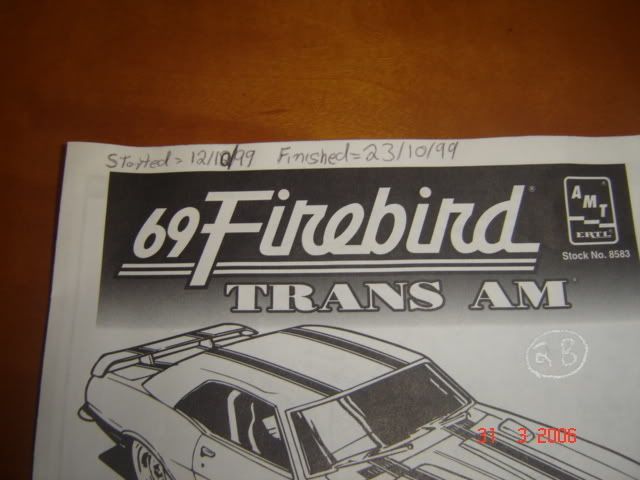 Started = 12/10/99 Finished = 23/10/99
69 Firebird
AMT
ERTL
Stock No. 8583
TRANS AM
31 3 2006